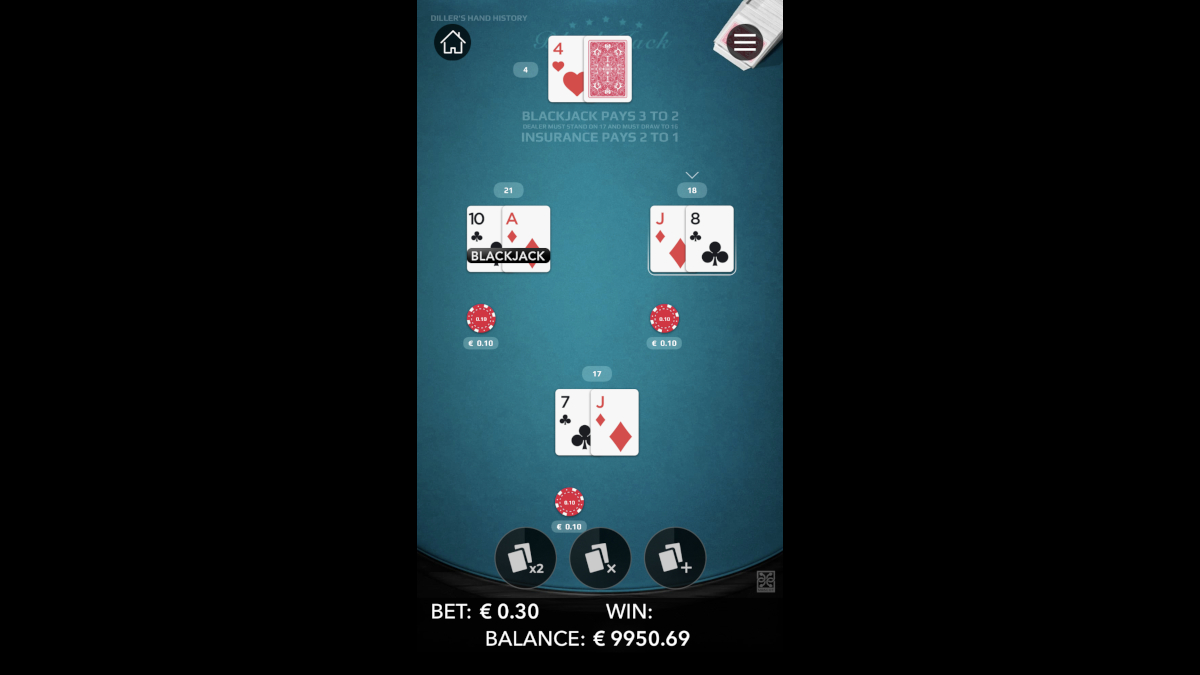 DILLER'S HAND HISTORY
Blackjack
4
4
BLACKJACK PAYS 3 TO 2
DEALER MUST STAND ON 17 AND MUST DRAW TO 16
INSURANCE PAYS 2 TO 1
21
18
10 A
J 8
BLACKJACK
0.10
0.10
€ 0.10
€ 0.10
17
7 J
0.10
€ 0.10
x2
BET: € 0.30 WIN:
BALANCE: € 9950.69